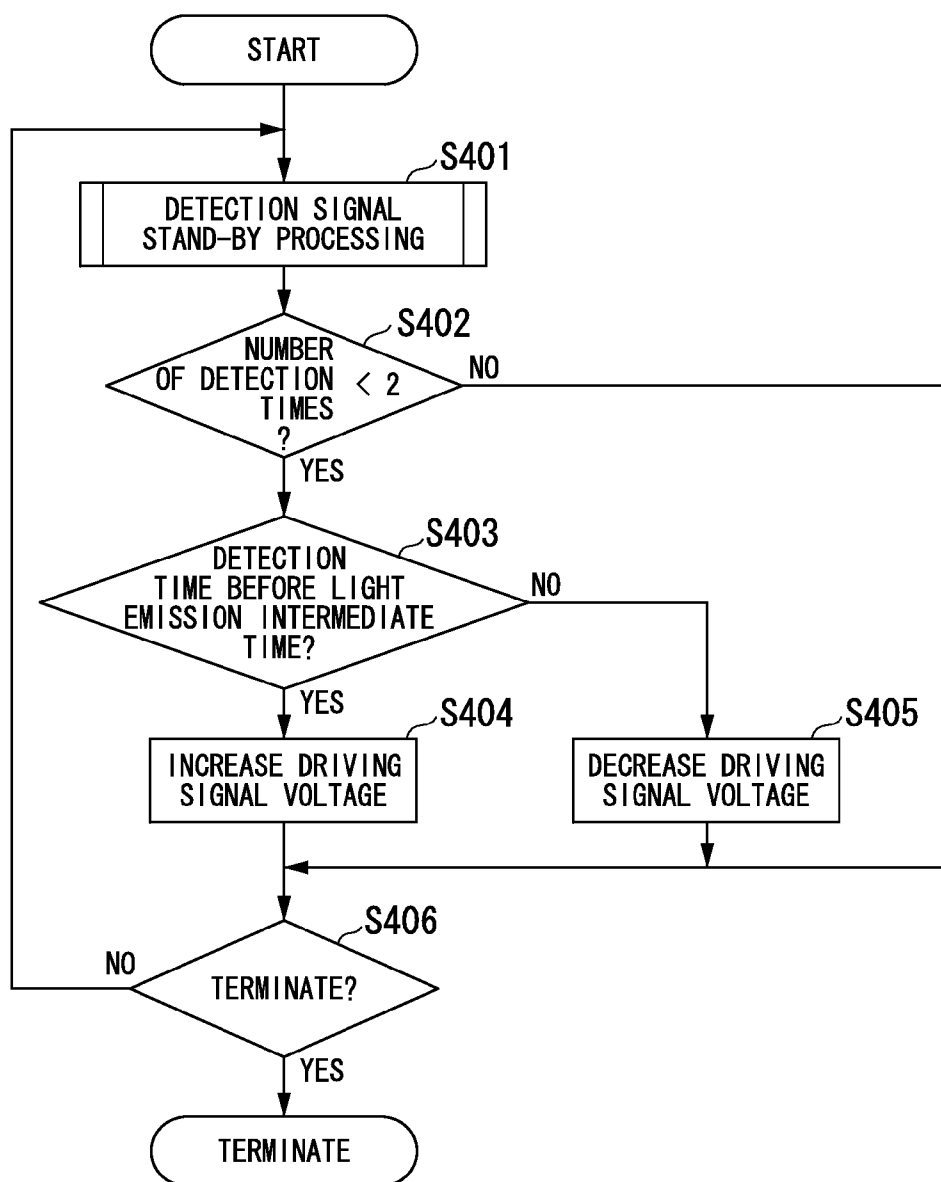 START
S401
DETECTION SIGNAL
STAND-BY PROCESSING
S402
NUMBER
OF DETECTION < 2
TIMES
?
NO
YES
S403
DETECTION
TIME BEFORE LIGHT
EMISSION INTERMEDIATE
TIME?
NO
YES
S404
INCREASE DRIVING
SIGNAL VOLTAGE
S405
DECREASE DRIVING
SIGNAL VOLTAGE
S406
TERMINATE?
NO
YES
TERMINATE